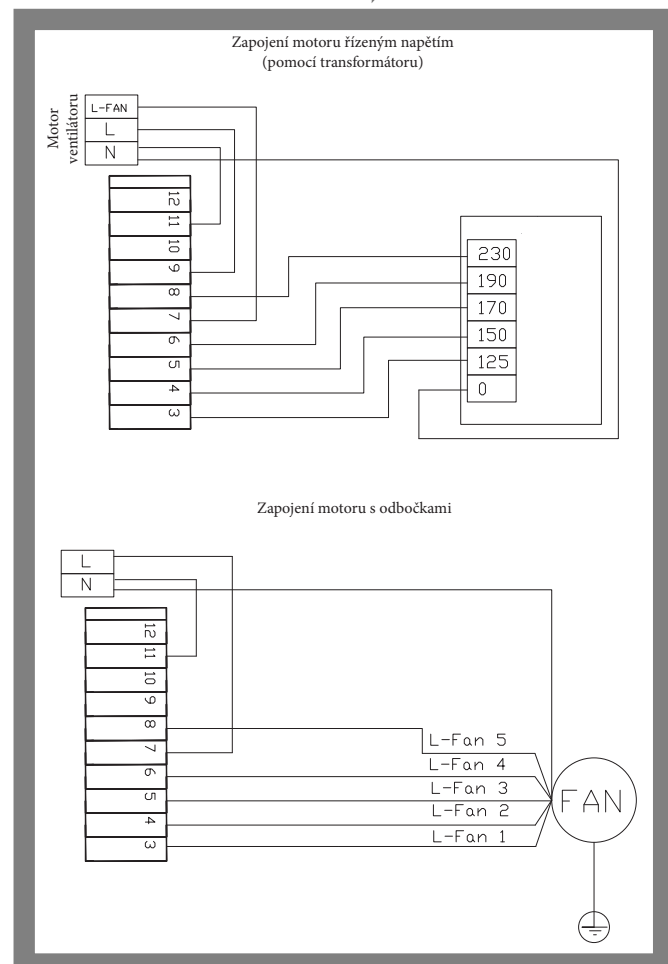 Zapojení motoru řízeným napětím
(pomocí transformátoru)
Motor
ventilátoru
L-FAN
L
N
12
11
10
9
8
7
6
5
4
3
230
190
170
150
125
0
Zapojení motoru s odbočkami
L
N
12
11
10
9
8
7
6
5
4
3
L-Fan 5
L-Fan 4
L-Fan 3
L-Fan 2
L-Fan 1
FAN